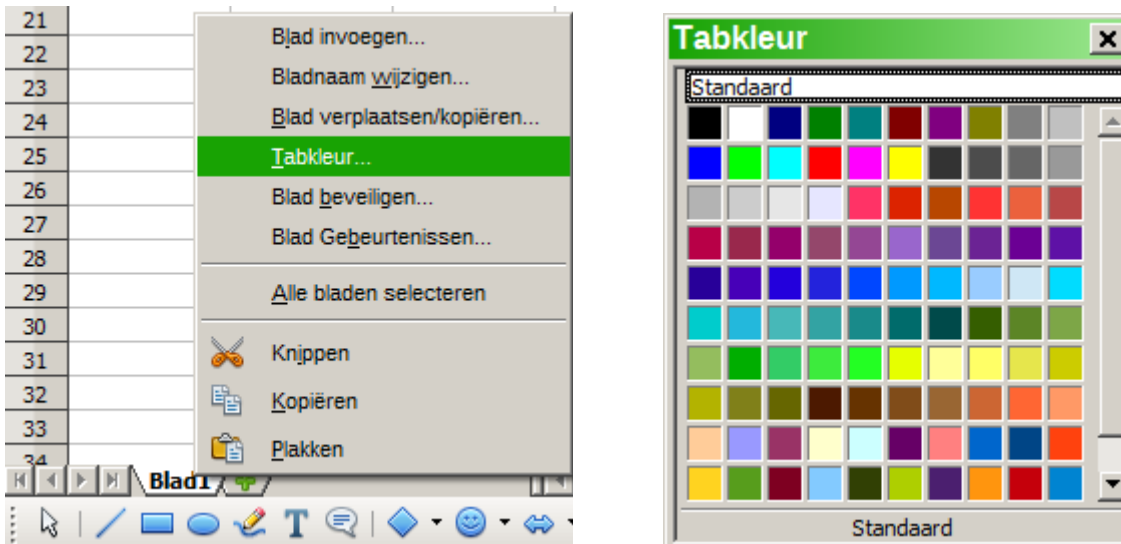 21
22
23
24
25
26
27
28
29
30
31
32
33
34
Blad invoegen...
Bladnaam wijzigen...
Blad verplaatsen/kopiëren...
Tabkleur...
Blad beveiligen...
Blad Gebeurtenissen...
Alle bladen selecteren
Knippen
Kopiëren
Plakken
Blad1
T
Tabkleur
Standaard
Standaard